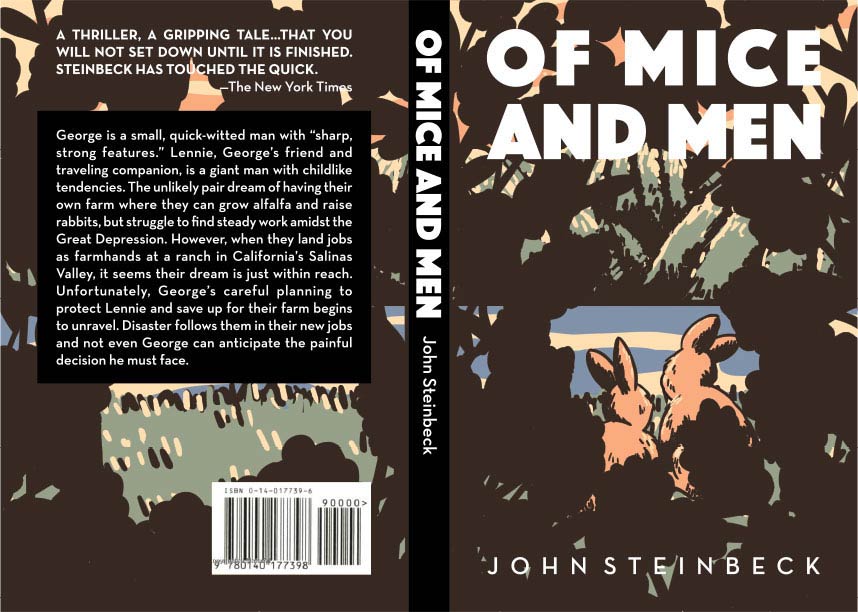 A THRILLER, A GRIPPING TALE...THAT YOU
WILL NOT SET DOWN UNTIL IT IS FINISHED.
STEINBECK HAS TOUCHED THE QUICK.
—The New York Times
George is a small, quick-witted man with “sharp,
strong features.” Lennie, George’s friend and
traveling companion, is a giant man with childlike
tendencies. The unlikely pair dream of having their
own farm where they can grow alfalfa and raise
rabbits, but struggle to find steady work amidst the
Great Depression. However, when they land jobs
as farmhands at a ranch in California’s Salinas
Valley, it seems their dream is just within reach.
Unfortunately, George’s careful planning to
protect Lennie and save up for their farm begins
to unravel. Disaster follows them in their new jobs
and not even George can anticipate the painful
decision he must face.
ISBN 0-14-017739-6
90000>
9 780140 177398
OF MICE AND MEN
John Steinbeck
OF MICE
AND MEN
JOHN STEINBECK